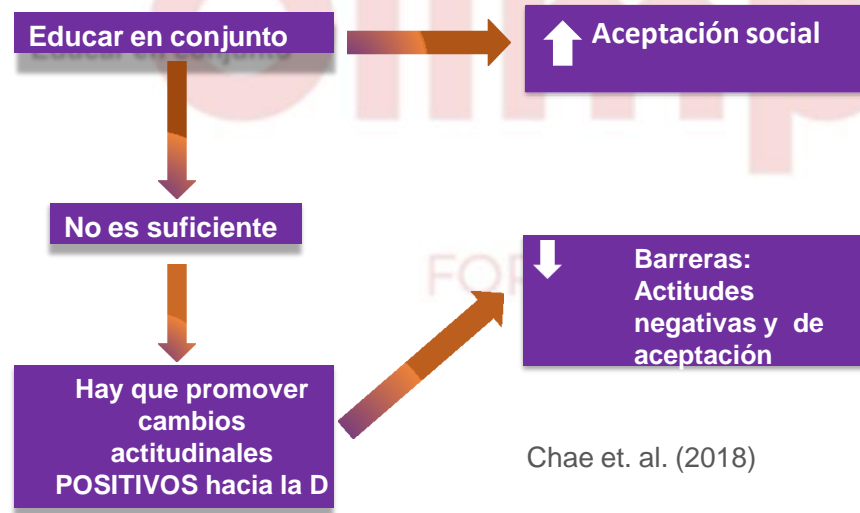 Educar en conjunto
Aceptación social
No es suficiente
Barreras:
Actitudes
negativas y de
aceptación
Hay que promover
cambios
actitudinales
POSITIVOS hacia la D
Chae et. al. (2018)